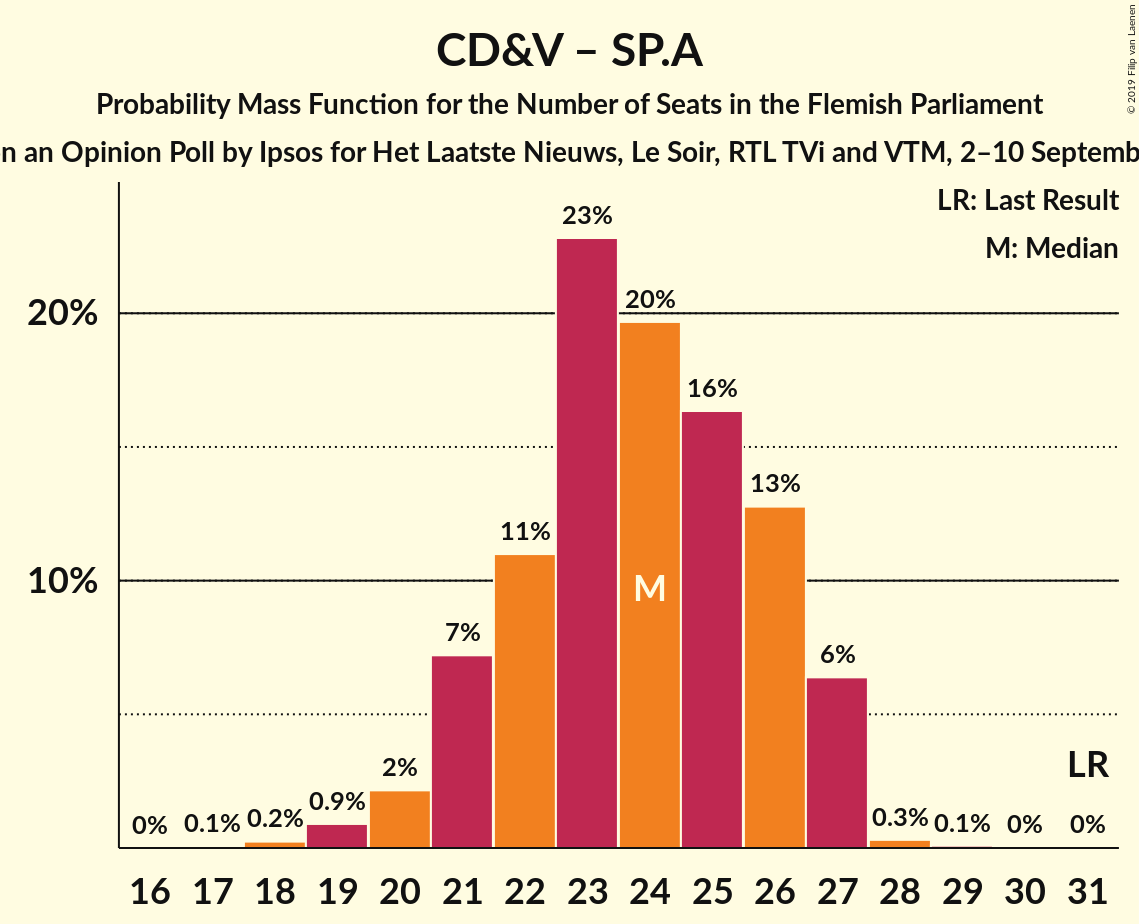 CD&V – SP.A
Probability Mass Function for the Number of Seats in the Flemish Parliament
an Opinion Poll by Ipsos for Het Laatste Nieuws, Le Soir, RTL TVi and VTM, 2–10
© 2019 Filip van Laenen
LR: Last Result
M: Median
20%
10%
0%
0.1%
0.2%
0.9%
2%
7%
11%
23%
20%
16%
13%
6%
0.3%
0.1%
0%
0%
M
LR
16 17 18 19 20 21 22 23 24 25 26 27 28 29 30 31